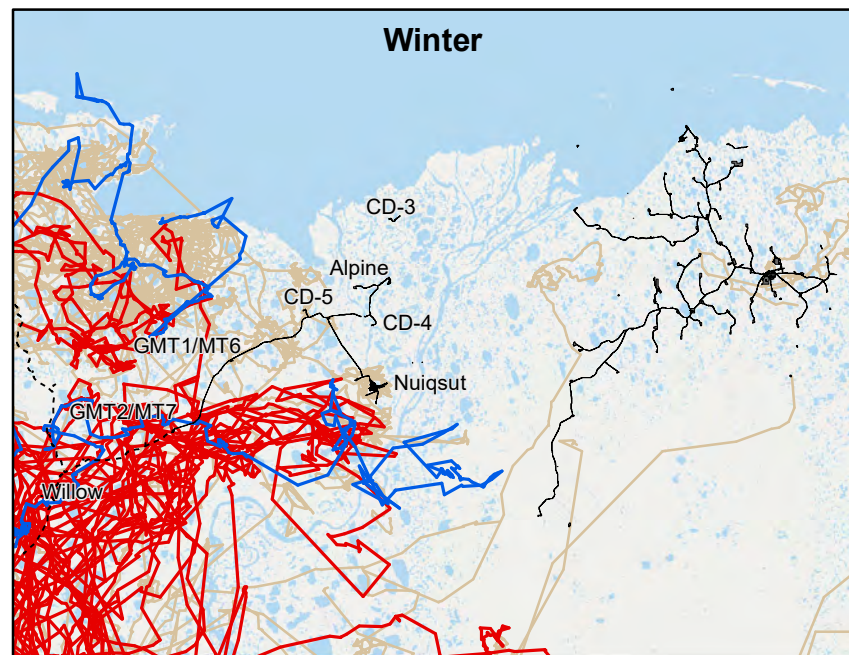 Winter
CD-3
Alpine
CD-5
CD-4
GMT1/MT6
Nuiqsut
GMT2/MT7
Willow